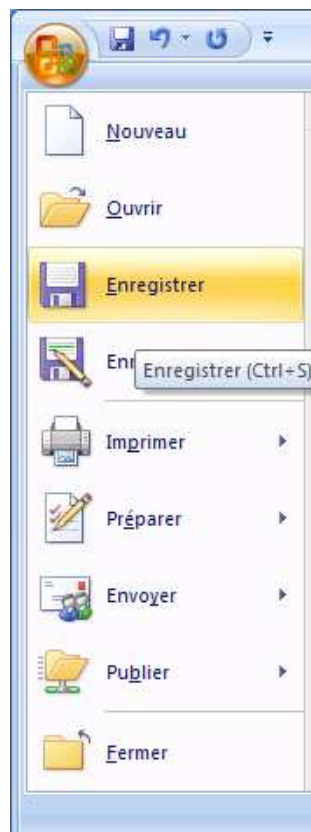 Nouveau
Ouvrir
Enregistrer
Enr
Enregistrer (Ctrl+S)
Imprimer
Préparer
Envoyer
Publier
Fermer